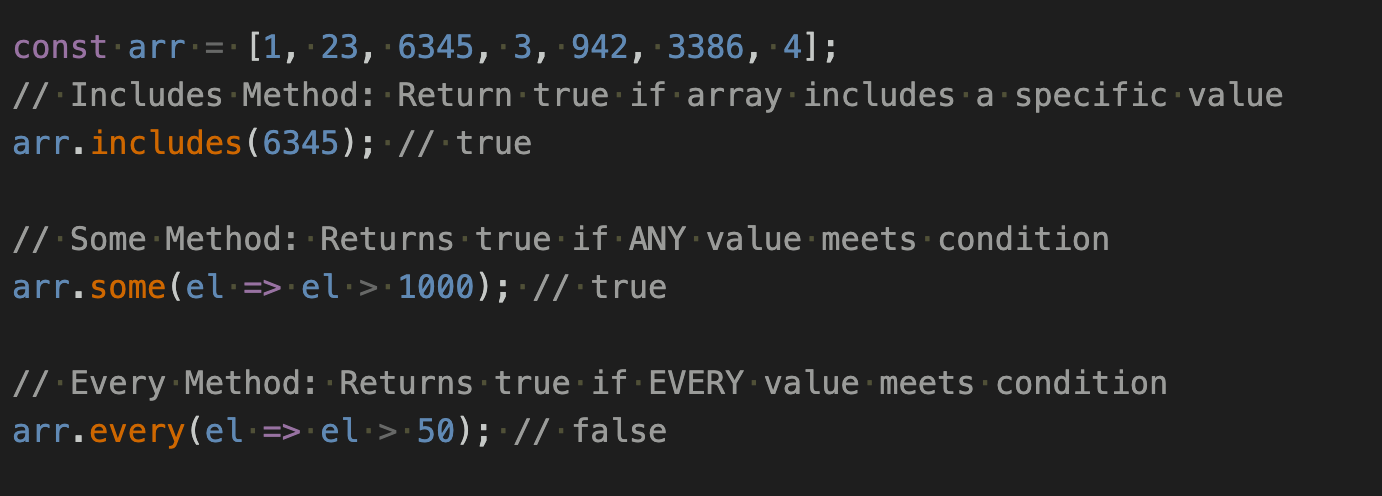 const arr = [1, 23, 6345, 3, 942, 3386, 4];
// Includes Method: Return true if array includes a specific value
arr.includes(6345); // true
// Some Method: Returns true if ANY value meets condition
arr.some(el => el > 1000); // true
// Every Method: Returns true if EVERY value meets condition
arr.every(el => el > 50); // false